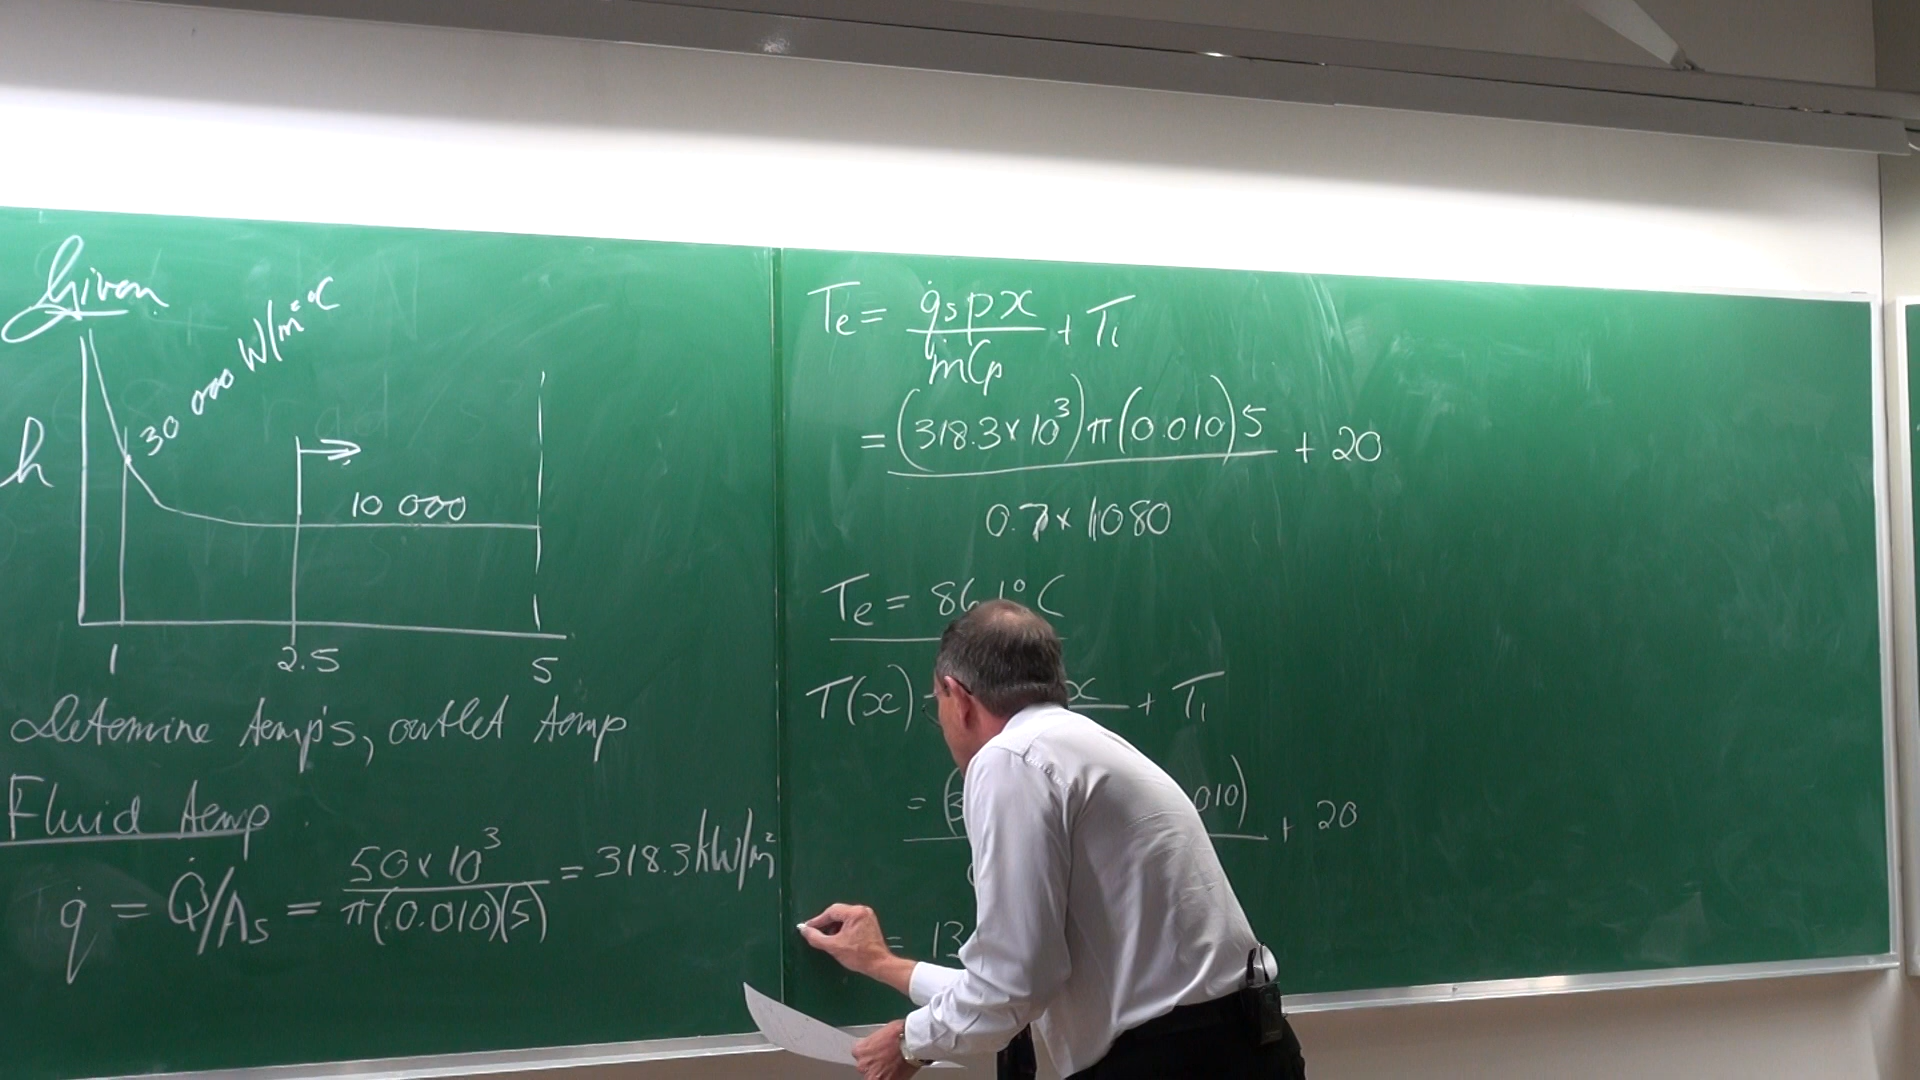 Given
30 000 W/m²°C
h
10 000
1 2.5 5
Determine temp's, outlet temp
Fluid temp.
q̇ = Q̇/As = 50×10³ / π(0.010)(5) = 318.3kW/m²
Te = q̇s p x / ṁCp + Ti
= (318.3×10³)π(0.010)5 / 0.7×1080 + 20
Te = 86.1°C
T(x) x + Ti
= (3 010) + 20
= 13